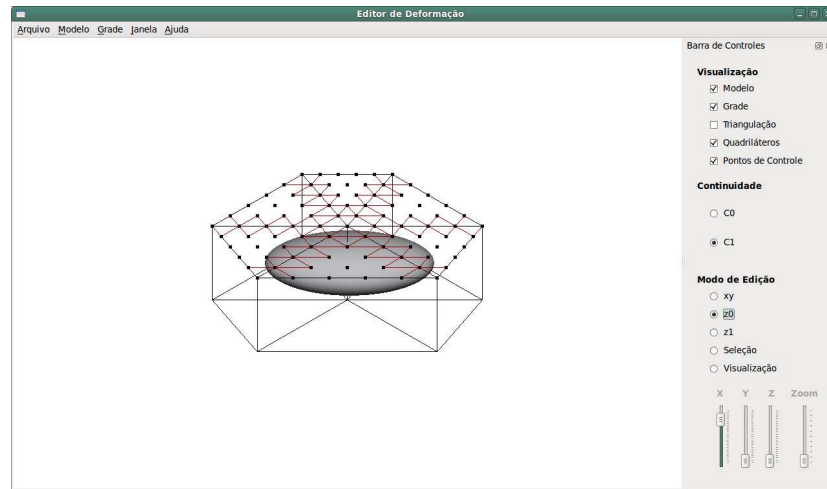 Editor de Deformação
Arquivo Modelo Grade Janela Ajuda
Barra de Controles
Visualização
Modelo
Grade
Triangulação
Quadriláteros
Pontos de Controle
Continuidade
C0
C1
Modo de Edição
xy
z0
z1
Seleção
Visualização
X Y Z Zoom